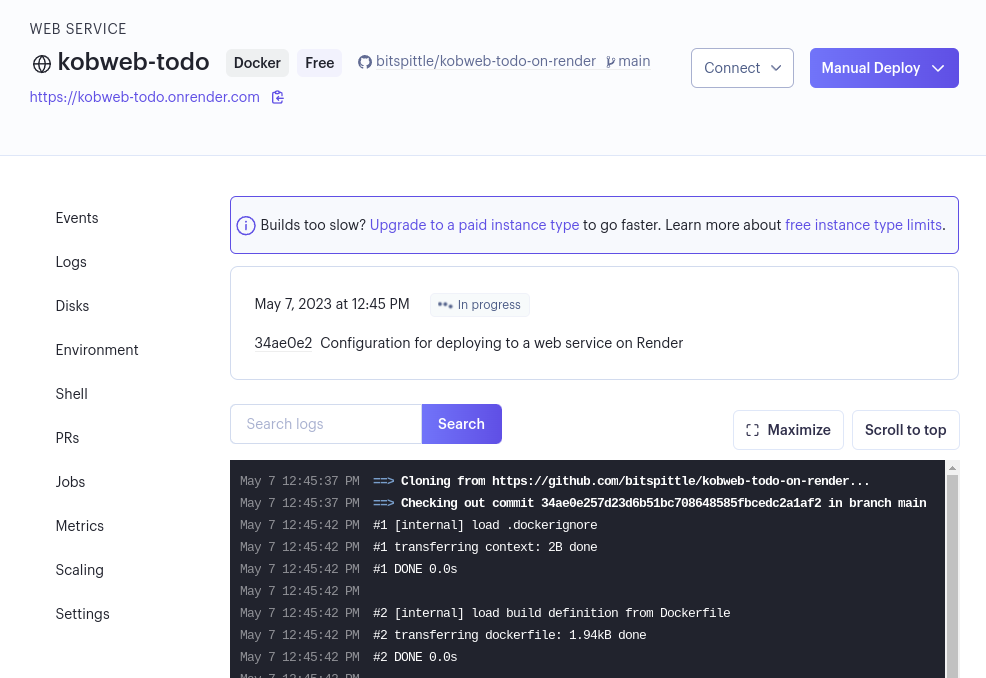 WEB SERVICE
kobweb-todo Docker Free bitspittle/kobweb-todo-on-render main
Connect
Manual Deploy
https://kobweb-todo.onrender.com
Events
Logs
Disks
Environment
Shell
PRs
Jobs
Metrics
Scaling
Settings
Builds too slow? Upgrade to a paid instance type to go faster. Learn more about free instance type limits.
May 7, 2023 at 12:45 PM In progress
34ae0e2 Configuration for deploying to a web service on Render
Search logs Search
Maximize Scroll to top
May 7 12:45:37 PM ==> Cloning from https://github.com/bitspittle/kobweb-todo-on-render...
May 7 12:45:37 PM ==> Checking out commit 34ae0e257d23d6b51bc708648585fbcedc2a1af2 in branch main
May 7 12:45:42 PM #1 [internal] load .dockerignore
May 7 12:45:42 PM #1 transferring context: 2B done
May 7 12:45:42 PM #1 DONE 0.0s
May 7 12:45:42 PM
May 7 12:45:42 PM #2 [internal] load build definition from Dockerfile
May 7 12:45:42 PM #2 transferring dockerfile: 1.94kB done
May 7 12:45:42 PM #2 DONE 0.0s